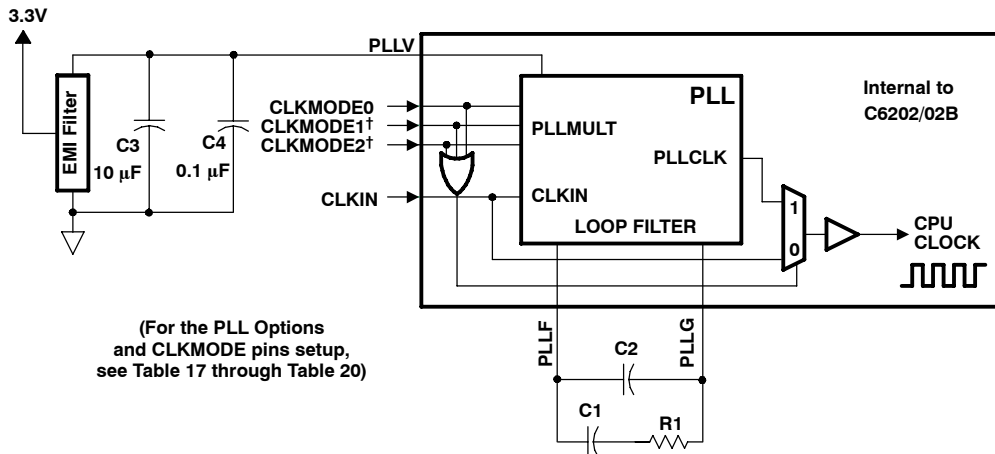 3.3V
PLLV
EMI Filter
C3
10 μF
C4
0.1 μF
CLKMODE0
CLKMODE1†
CLKMODE2†
CLKIN
PLL
PLLMULT
PLLCLK
CLKIN
LOOP FILTER
Internal to
C6202/02B
1
0
CPU
CLOCK
(For the PLL Options
and CLKMODE pins setup,
see Table 17 through Table 20)
PLLF
PLLG
C2
C1
R1